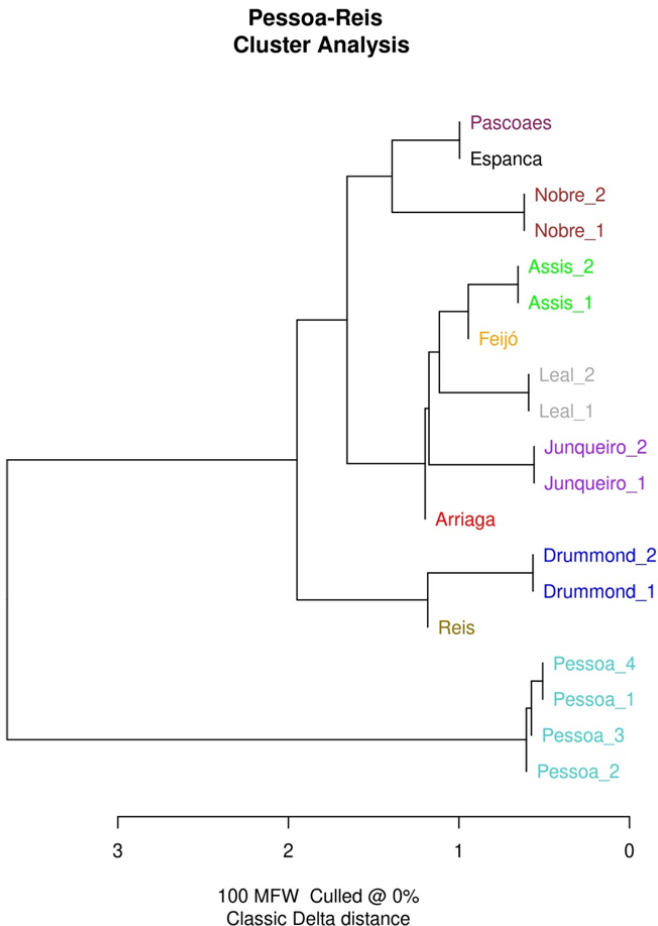 Pessoa-Reis
Cluster Analysis
Pascoaes
Espanca
Nobre_2
Nobre_1
Assis_2
Assis_1
Feijó
Leal_2
Leal_1
Junqueiro_2
Junqueiro_1
Arriaga
Drummond_2
Drummond_1
Reis
Pessoa_4
Pessoa_1
Pessoa_3
Pessoa_2
3 2 1 0
100 MFW Culled @ 0%
Classic Delta distance